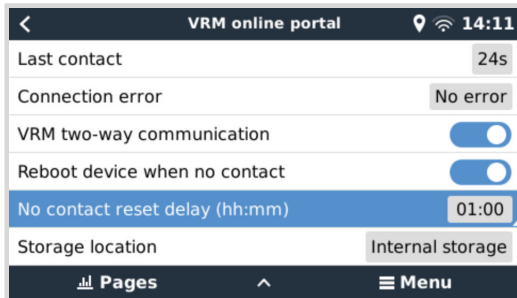 VRM online portal 14:11
Last contact 24s
Connection error No error
VRM two-way communication
Reboot device when no contact
No contact reset delay (hh:mm) 01:00
Storage location Internal storage
Pages Menu